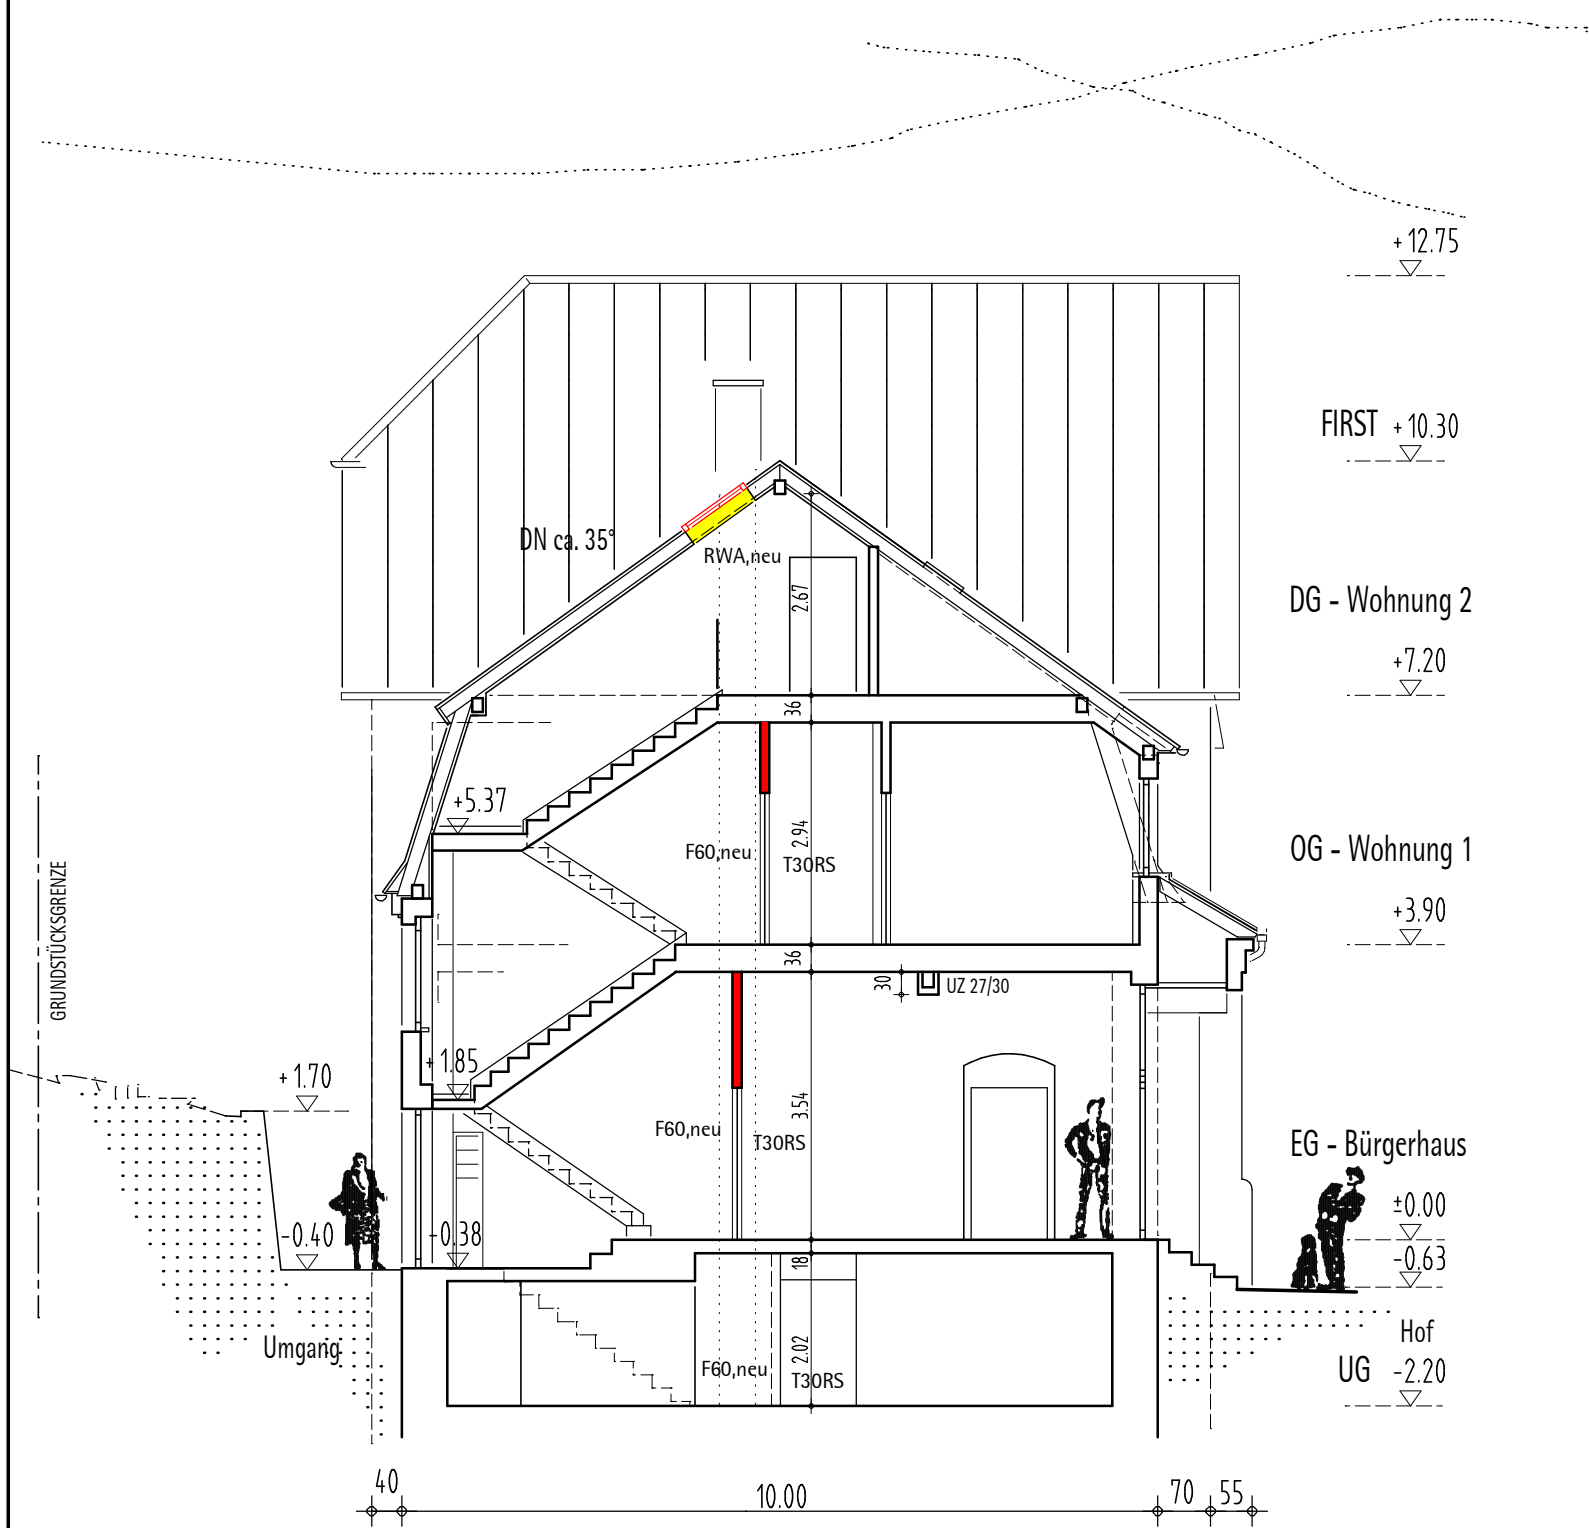 +12.75
FIRST +10.30
DN ca. 35°
RWA,neu
2.67
DG - Wohnung 2
+7.20
36
+5.37
2.94
F60,neu
T30RS
OG - Wohnung 1
+3.90
GRUNDSTÜCKSGRENZE
36
30
UZ 27/30
+1.85
+1.70
3.54
F60,neu
T30RS
EG - Bürgerhaus
±0.00
-0.40
-0.38
-0.63
18
Umgang
Hof
2.02
F60,neu
T30RS
UG -2.20
40
10.00
70
55